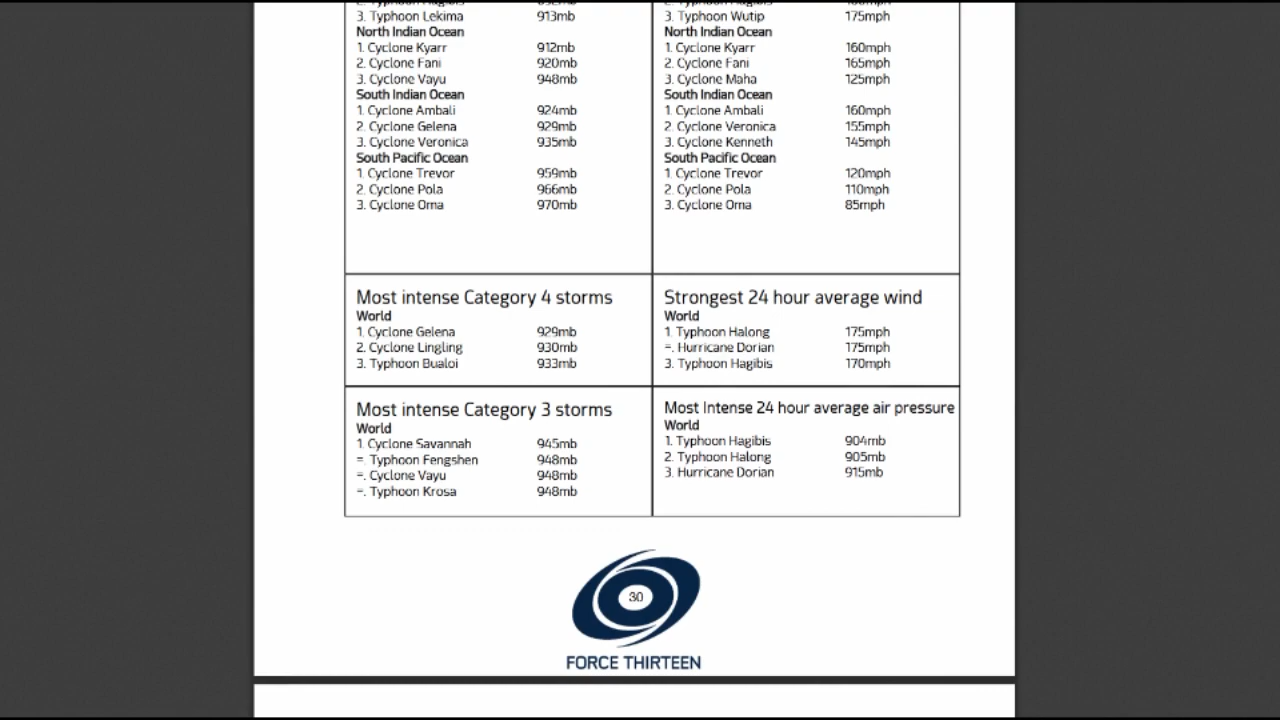 3. Typhoon Lekima 913mb
North Indian Ocean
1. Cyclone Kyarr 912mb
2. Cyclone Fani 920mb
3. Cyclone Vayu 948mb
South Indian Ocean
1. Cyclone Ambali 924mb
2. Cyclone Gelena 929mb
3. Cyclone Veronica 935mb
South Pacific Ocean
1. Cyclone Trevor 959mb
2. Cyclone Pola 966mb
3. Cyclone Oma 970mb
3. Typhoon Wutip 175mph
North Indian Ocean
1. Cyclone Kyarr 160mph
2. Cyclone Fani 165mph
3. Cyclone Maha 125mph
South Indian Ocean
1. Cyclone Ambali 160mph
2. Cyclone Veronica 155mph
3. Cyclone Kenneth 145mph
South Pacific Ocean
1. Cyclone Trevor 120mph
2. Cyclone Pola 110mph
3. Cyclone Oma 85mph
Most intense Category 4 storms
World
1. Cyclone Gelena 929mb
2. Cyclone Lingling 930mb
3. Typhoon Bualoi 933mb
Strongest 24 hour average wind
World
1. Typhoon Halong 175mph
=. Hurricane Dorian 175mph
3. Typhoon Hagibis 170mph
Most intense Category 3 storms
World
1. Cyclone Savannah 945mb
=. Typhoon Fengshen 948mb
=. Cyclone Vayu 948mb
=. Typhoon Krosa 948mb
Most Intense 24 hour average air pressure
World
1. Typhoon Hagibis 904mb
2. Typhoon Halong 905mb
3. Hurricane Dorian 915mb
30
FORCE THIRTEEN